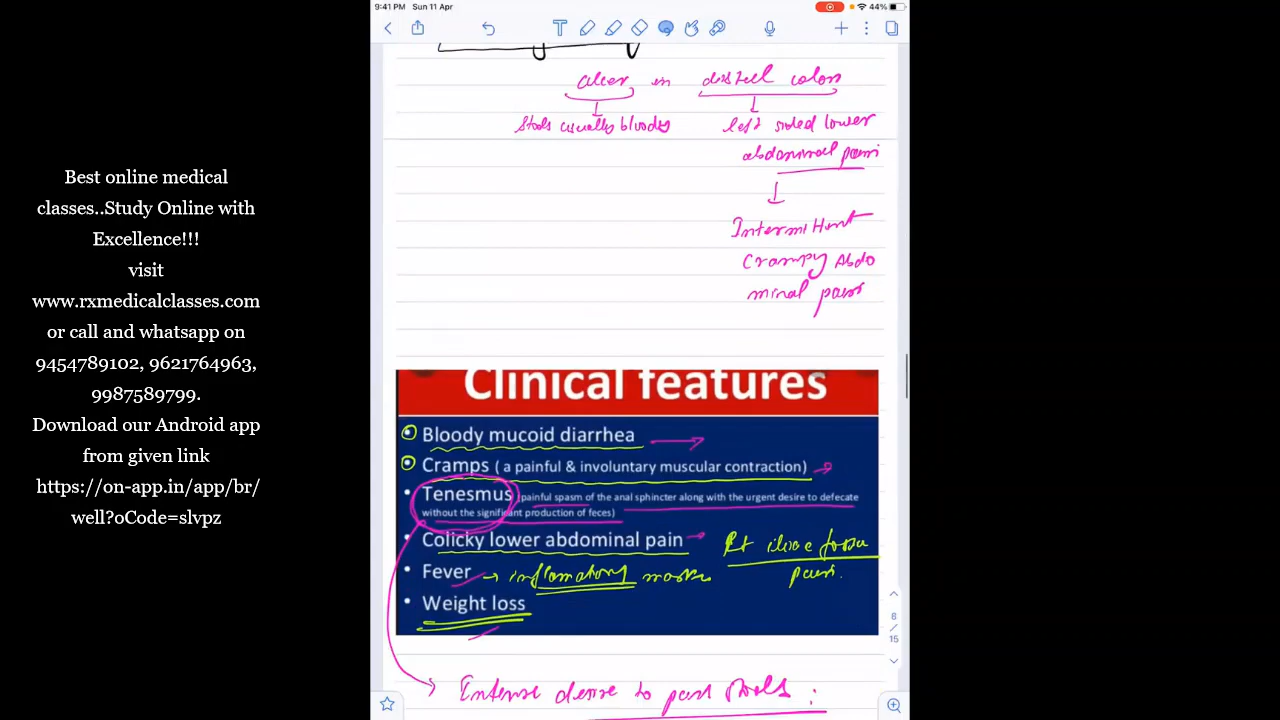 9:41 PM Sun 11 Apr
44%
ulcer in distal colon
Stools usually bloody
left sided lower
abdominal pain
Intermittent
Crampy Abdo
minal pain
Best online medical
classes..Study Online with
Excellence!!!
visit
www.rxmedicalclasses.com
or call and whatsapp on
9454789102, 9621764963,
9987589799.
Download our Android app
from given link
https://on-app.in/app/br/
well?oCode=slvpz
Clinical features
• Bloody mucoid diarrhea
• Cramps ( a painful & involuntary muscular contraction)
• Tenesmus (painful spasm of the anal sphincter along with the urgent desire to defecate
without the significant production of feces)
• Colicky lower abdominal pain
Rt iliac fossa
pain.
• Fever → inflamatory
• Weight loss
6
/
15
Intense desire to pass stools :